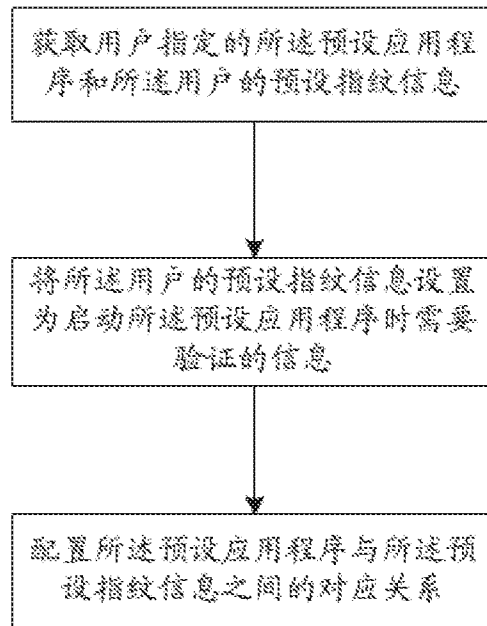 获取用户指定的所述预设应用程
序和所述用户的预设指纹信息
将所述用户的预设指纹信息设置
为启动所述预设应用程序时需要
验证的信息
配置所述预设应用程序与所述预
设指纹信息之间的对应关系